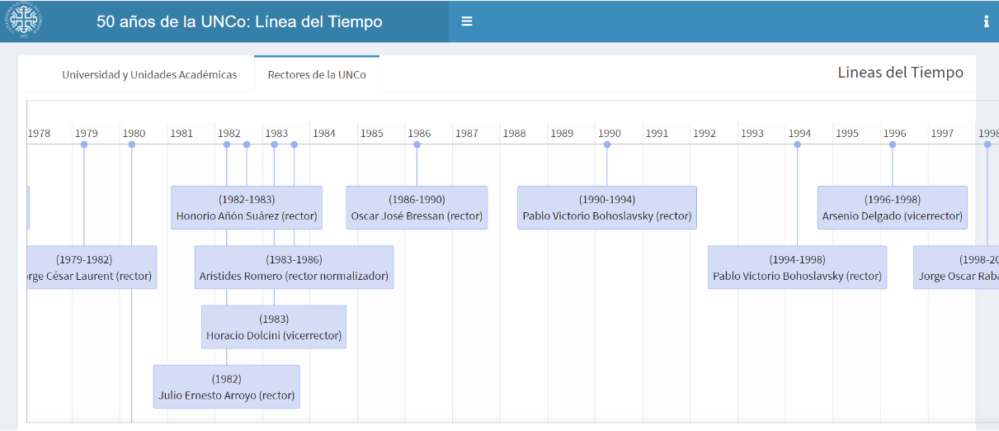 50 años de la UNCo: Línea del Tiempo
Universidad y Unidades Académicas
Rectores de la UNCo
Lineas del Tiempo
1978 1979 1980 1981 1982 1983 1984 1985 1986 1987 1988 1989 1990 1991 1992 1993 1994 1995 1996 1997 1998
(1982-1983)
Honorio Añón Suárez (rector)
(1986-1990)
Oscar José Bressan (rector)
(1990-1994)
Pablo Victorio Bohoslavsky (rector)
(1996-1998)
Arsenio Delgado (vicerrector)
(1979-1982)
César Laurent (rector)
(1983-1986)
Arístides Romero (rector normalizador)
(1994-1998)
Pablo Victorio Bohoslavsky (rector)
(1998-20
Jorge Oscar Raba
(1983)
Horacio Dolcini (vicerrector)
(1982)
Julio Ernesto Arroyo (rector)